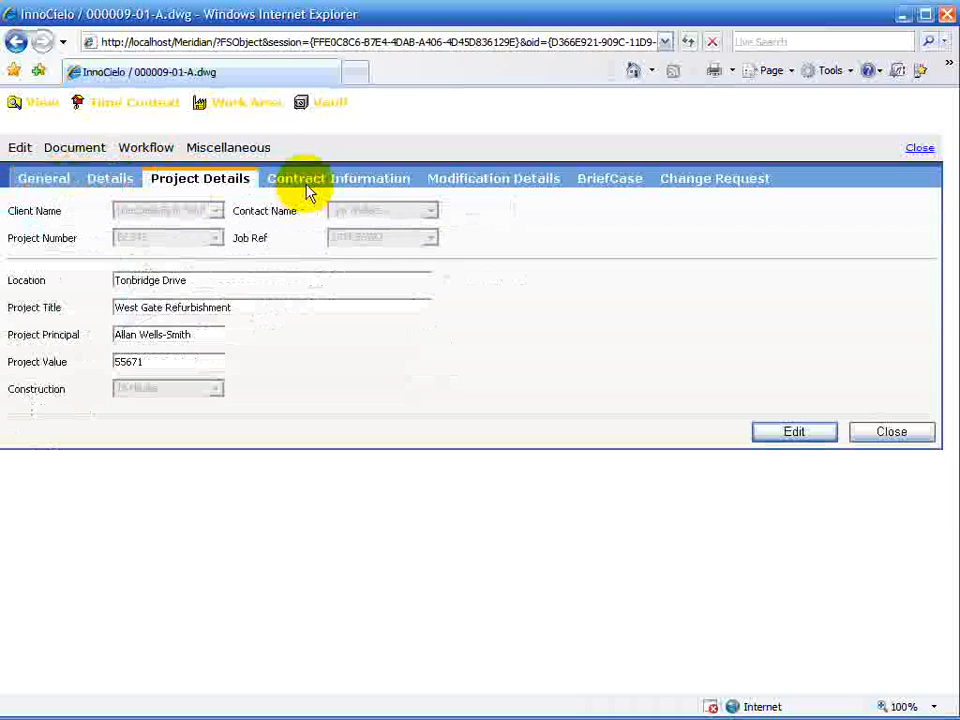 InnoCielo / 000009-01-A.dwg - Windows Internet Explorer
http://localhost/Meridian/?FSObject&session={FFE0C8C6-B7E4-4DAB-A406-4D45D836129E}&oid={D366E921-909C-11D9-
Live Search
InnoCielo / 000009-01-A.dwg
Page Tools
View Time Context Work Area Vault
Edit Document Workflow Miscellaneous Close
General Details Project Details Contract Information Modification Details BriefCase Change Request
Client Name Contact Name
Project Number Job Ref
Location Tonbridge Drive
Project Title West Gate Refurbishment
Project Principal Allan Wells-Smith
Project Value 55671
Construction
Edit Close
Internet 100%